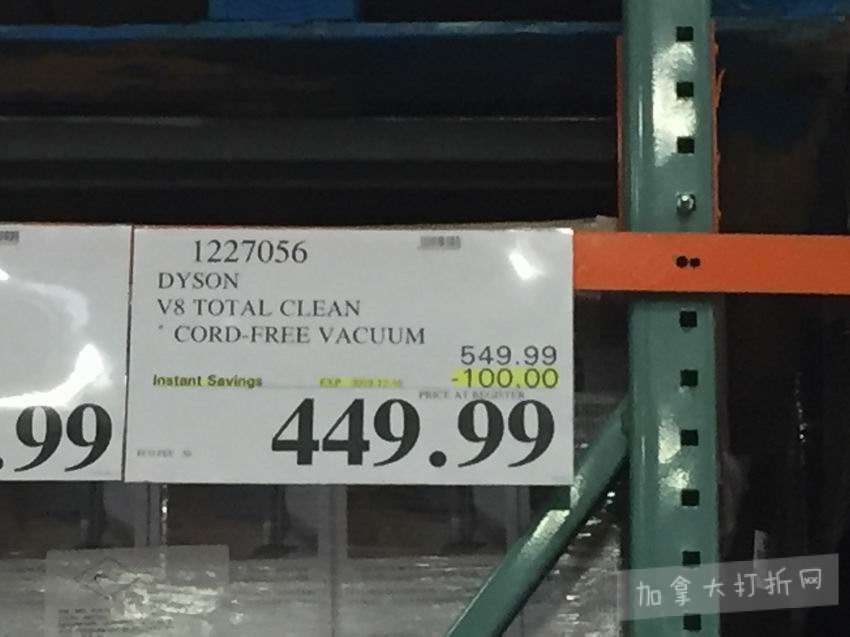 1227056
DYSON
V8 TOTAL CLEAN
CORD-FREE VACUUM
549.99
Instant Savings EXP -100.00
PRICE AT REGISTER
449.99
.99
加拿大打折网